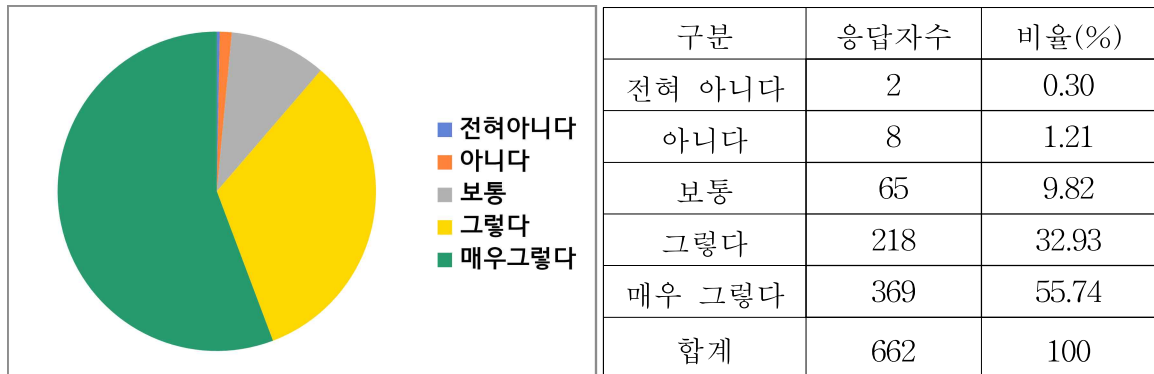 전혀아니다
아니다
보통
그렇다
매우그렇다
구분 응답자수 비율(%)
전혀 아니다 2 0.30
아니다 8 1.21
보통 65 9.82
그렇다 218 32.93
매우 그렇다 369 55.74
합계 662 100